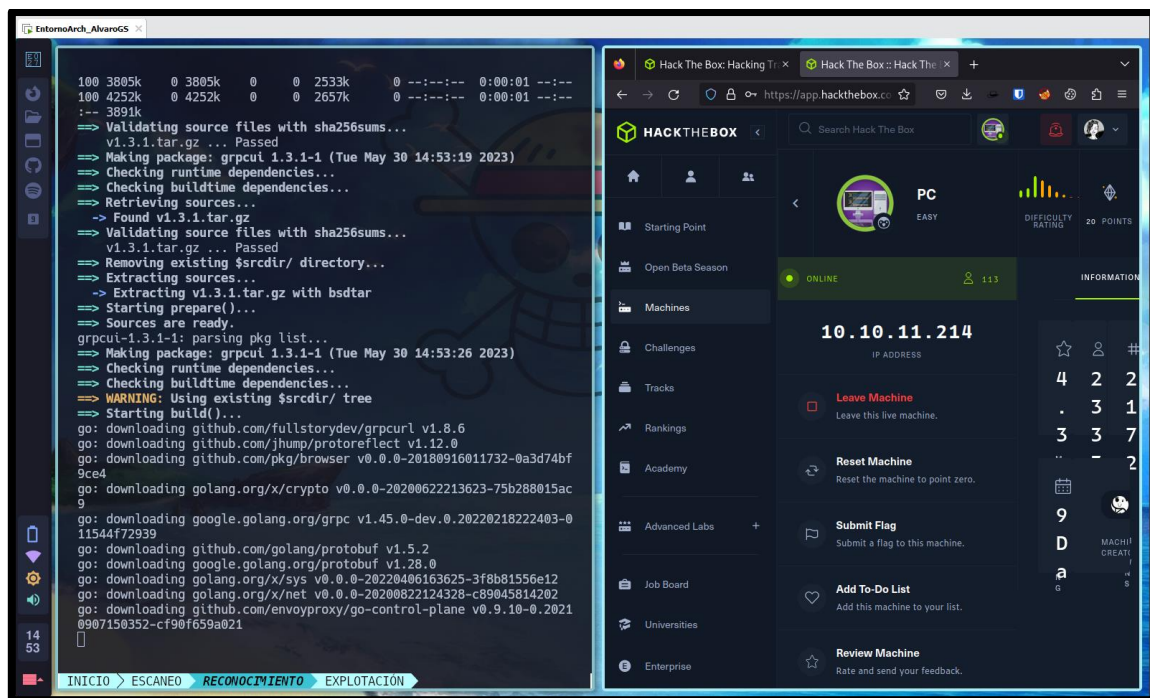 EntornoArch_AlvaroGS
100 3805k 0 3805k 0 0 2533k 0 --:--:-- 0:00:01 --:--
100 4252k 0 4252k 0 0 2657k 0 --:--:-- 0:00:01 --:--
:-- 3891k
==> Validating source files with sha256sums...
v1.3.1.tar.gz ... Passed
==> Making package: grpcui 1.3.1-1 (Tue May 30 14:53:19 2023)
==> Checking runtime dependencies...
==> Checking buildtime dependencies...
==> Retrieving sources...
-> Found v1.3.1.tar.gz
==> Validating source files with sha256sums...
v1.3.1.tar.gz ... Passed
==> Removing existing $srcdir/ directory...
==> Extracting sources...
-> Extracting v1.3.1.tar.gz with bsdtar
==> Starting prepare()...
==> Sources are ready.
grpcui-1.3.1-1: parsing pkg list...
==> Making package: grpcui 1.3.1-1 (Tue May 30 14:53:26 2023)
==> Checking runtime dependencies...
==> Checking buildtime dependencies...
==> WARNING: Using existing $srcdir/ tree
==> Starting build()...
go: downloading github.com/fullstorydev/grpcurl v1.8.6
go: downloading github.com/jhump/protoreflect v1.12.0
go: downloading github.com/pkg/browser v0.0.0-20180916011732-0a3d74bf
9ce4
go: downloading golang.org/x/crypto v0.0.0-20200622213623-75b288015ac
9
go: downloading google.golang.org/grpc v1.45.0-dev.0.20220218222403-0
11544f72939
go: downloading github.com/golang/protobuf v1.5.2
go: downloading google.golang.org/protobuf v1.28.0
go: downloading golang.org/x/sys v0.0.0-20220406163625-3f8b81556e12
go: downloading golang.org/x/net v0.0.0-20200822124328-c89045814202
go: downloading github.com/envoyproxy/go-control-plane v0.9.10-0.2021
0907150352-cf90f659a021
14
53
INICIO ESCANEO RECONOCIMIENTO EXPLOTACIÓN
Hack The Box: Hacking Tr
Hack The Box :: Hack The
https://app.hackthebox.co
HACKTHEBOX
Search Hack The Box
Starting Point
Open Beta Season
Machines
Challenges
Tracks
Rankings
Academy
Advanced Labs +
Job Board
Universities
Enterprise
PC
EASY
DIFFICULTY
RATING
20 POINTS
ONLINE
113
INFORMATION
10.10.11.214
IP ADDRESS
Leave Machine
Leave this live machine.
Reset Machine
Reset the machine to point zero.
Submit Flag
Submit a flag to this machine.
Add To-Do List
Add this machine to your list.
Review Machine
Rate and send your feedback.
4 2 2
. 3 1
3 3 7
2
9
D
a
MACHI
CREAT